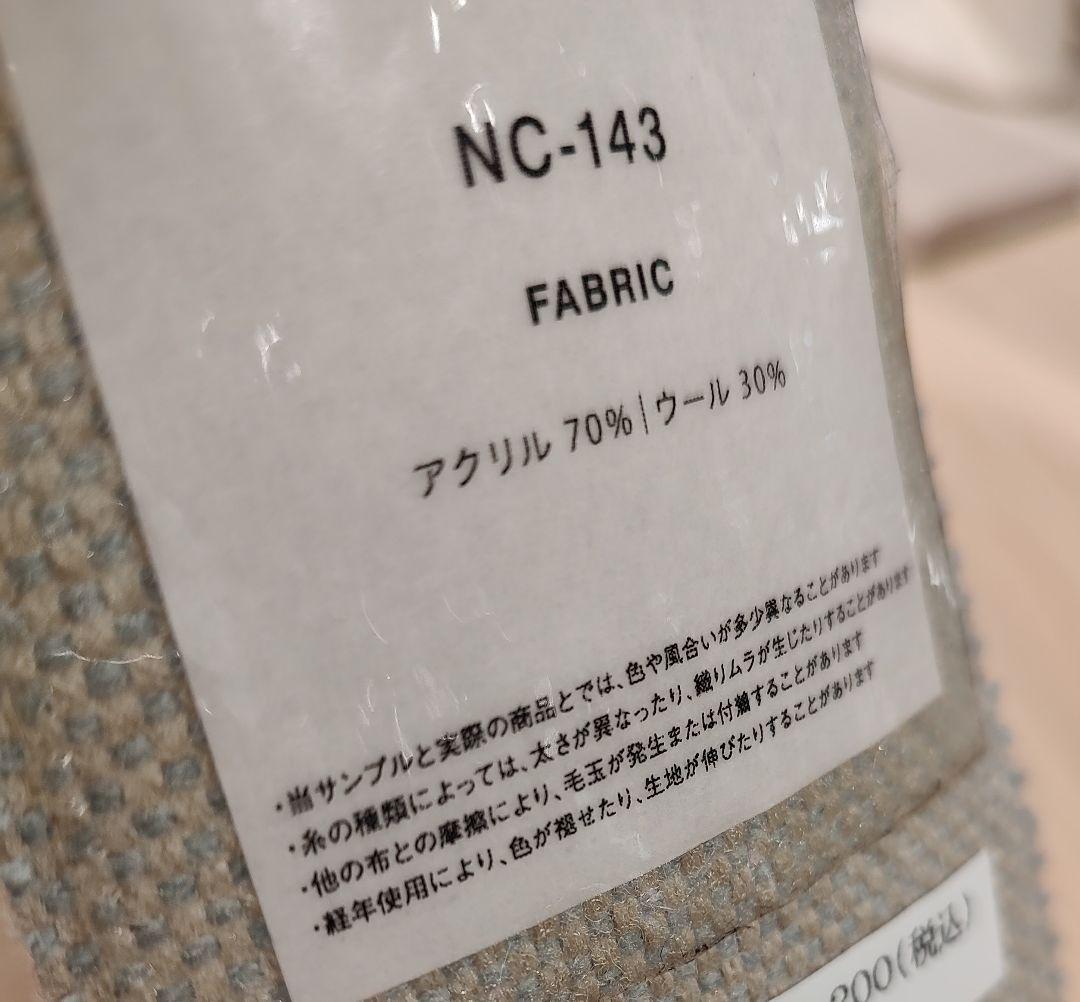 NC-143
FABRIC
アクリル 70%|ウール 30%
・当サンプルと実際の商品とでは、色や風合いが多少異なることがあります
・糸の種類によっては、太さが異なったり、織りムラが生じたりすることがあります
・他の布との摩擦により、毛玉が発生または付着することがあります
・経年使用により、色が褪せたり、生地が伸びたりすることがあります
200(税込)